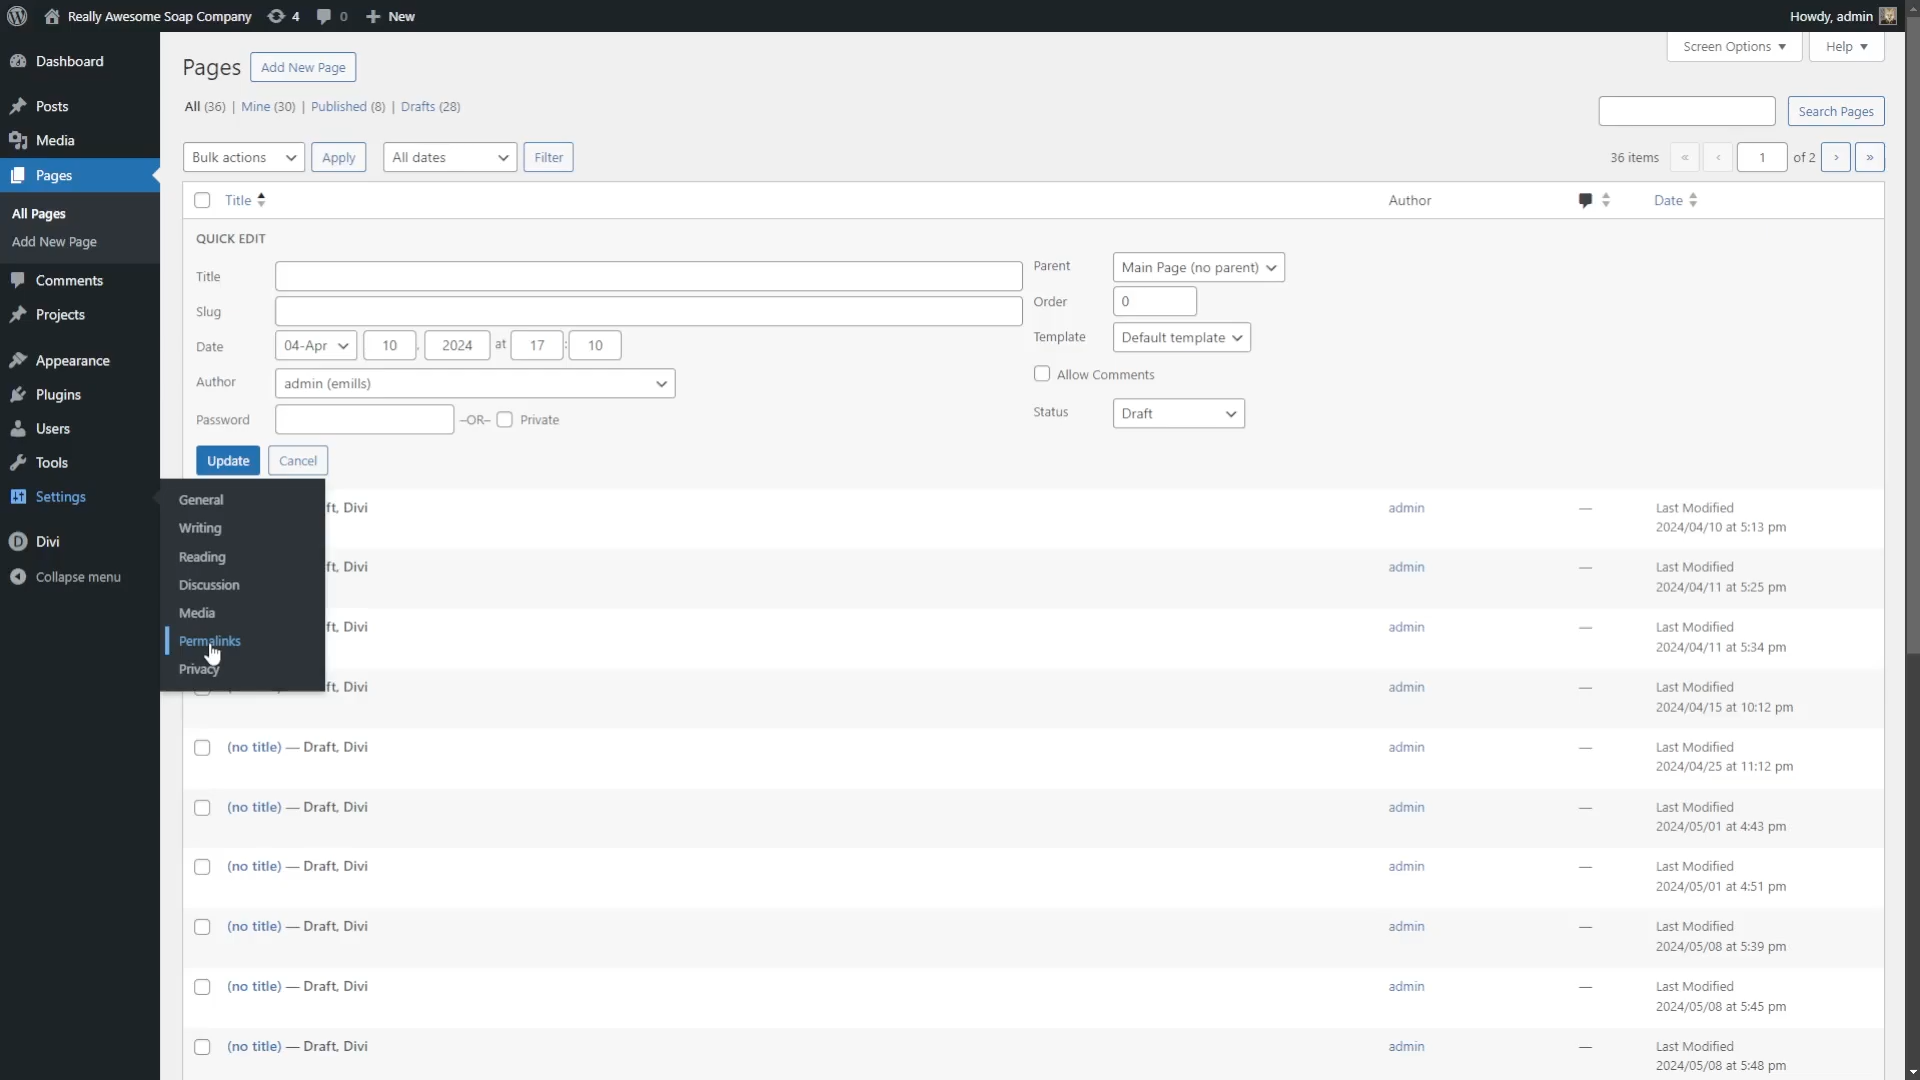 Really Awesome Soap Company 4 0 New Howdy, admin
Dashboard
Posts
Media
Pages
All Pages
Add New Page
Comments
Projects
Appearance
Plugins
Users
Tools
Settings
Divi
Collapse menu
General
Writing
Reading
Discussion
Media
Permalinks
Privacy
Screen Options Help
Pages Add New Page
All (36) | Mine (30) | Published (8) | Drafts (28)
Search Pages
Bulk actions Apply All dates Filter 36 items « ‹ 1 of 2 › »
Title Author Date
QUICK EDIT
Title
Slug
Date 04-Apr 10 , 2024 at 17 : 10
Author admin (emills)
Password –OR– Private
Parent Main Page (no parent)
Order 0
Template Default template
Allow Comments
Status Draft
Update Cancel
ft, Divi admin — Last Modified
2024/04/10 at 5:13 pm
ft, Divi admin — Last Modified
2024/04/11 at 5:25 pm
ft, Divi admin — Last Modified
2024/04/11 at 5:34 pm
ft, Divi admin — Last Modified
2024/04/15 at 10:12 pm
(no title) — Draft, Divi admin — Last Modified
2024/04/25 at 11:12 pm
(no title) — Draft, Divi admin — Last Modified
2024/05/01 at 4:43 pm
(no title) — Draft, Divi admin — Last Modified
2024/05/01 at 4:51 pm
(no title) — Draft, Divi admin — Last Modified
2024/05/08 at 5:39 pm
(no title) — Draft, Divi admin — Last Modified
2024/05/08 at 5:45 pm
(no title) — Draft, Divi admin — Last Modified
2024/05/08 at 5:48 pm